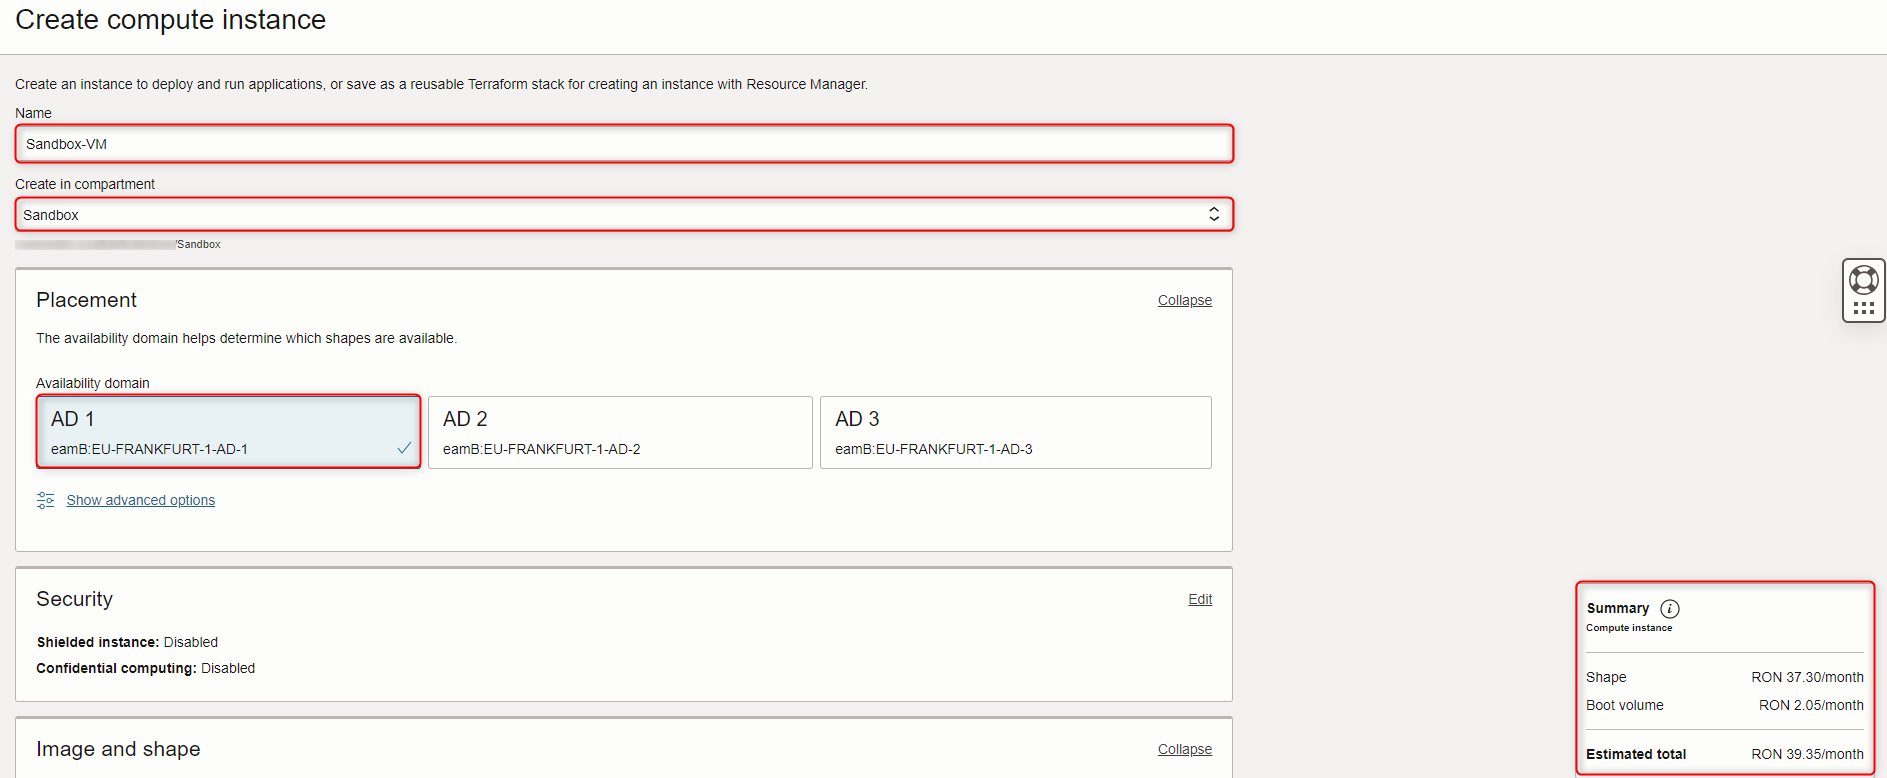 Create compute instance
Create an instance to deploy and run applications, or save as a reusable Terraform stack for creating an instance with Resource Manager.
Name
Sandbox-VM
Create in compartment
Sandbox
/Sandbox
Placement
Collapse
The availability domain helps determine which shapes are available.
Availability domain
AD 1
eamB:EU-FRANKFURT-1-AD-1
AD 2
eamB:EU-FRANKFURT-1-AD-2
AD 3
eamB:EU-FRANKFURT-1-AD-3
Show advanced options
Security
Edit
Shielded instance: Disabled
Confidential computing: Disabled
Image and shape
Collapse
Summary
Compute instance
Shape RON 37.30/month
Boot volume RON 2.05/month
Estimated total RON 39.35/month